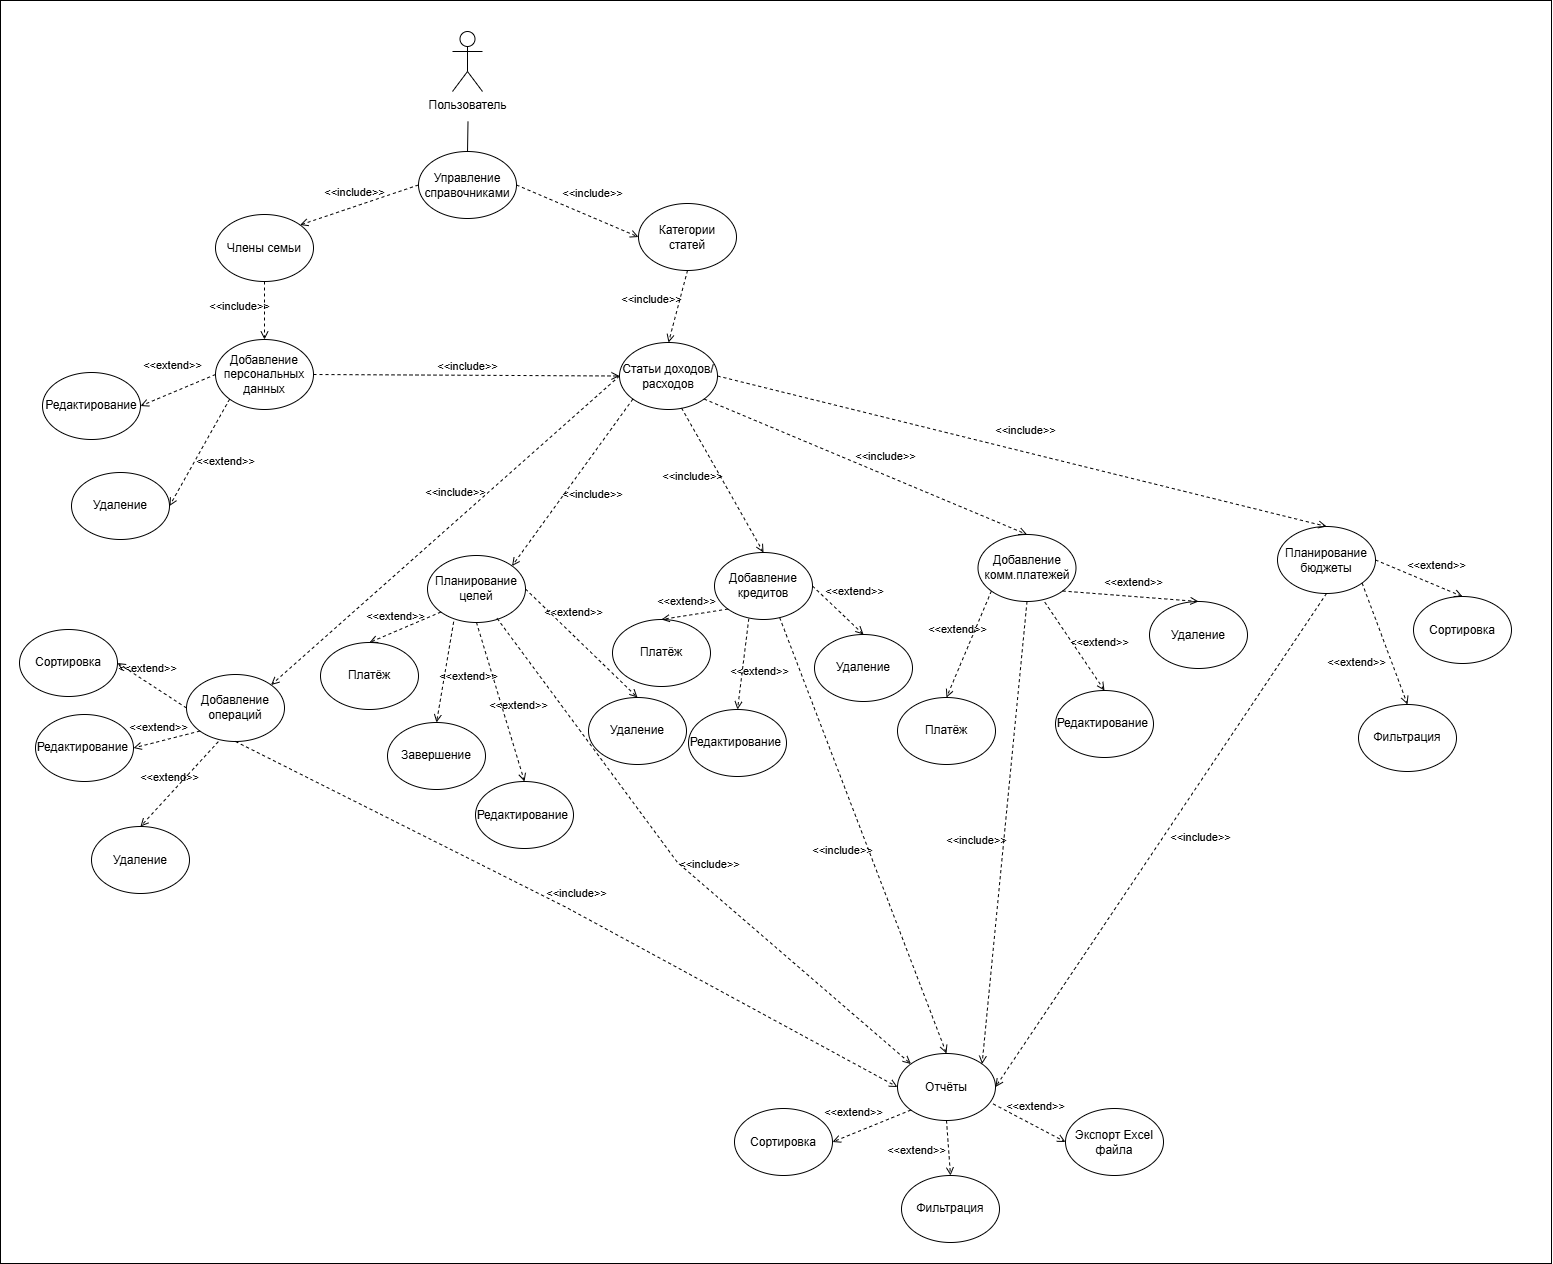 Пользователь
Управление
справочниками
<<include>>
<<include>>
Члены семьи
Категории
статей
<<include>>
<<include>>
Добавление
персональных
данных
<<extend>>
<<include>>
Статьи доходов/
расходов
Редактирование
<<extend>>
Удаление
<<include>>
<<include>>
<<include>>
<<include>>
<<include>>
Планирование
целей
Добавление
кредитов
Добавление
комм.платежей
Планирование
бюджеты
<<extend>>
<<extend>>
<<extend>>
<<extend>>
<<extend>>
<<extend>>
<<extend>>
<<extend>>
Сортировка
<<extend>>
Добавление
операций
Платёж
Платёж
Удаление
Удаление
Сортировка
<<extend>>
<<extend>>
<<extend>>
<<extend>>
<<extend>>
<<extend>>
Редактирование
<<extend>>
Завершение
Редактирование
Удаление
Редактирование
Платёж
Редактирование
Фильтрация
Удаление
<<include>>
<<include>>
<<include>>
<<include>>
<<include>>
Отчёты
<<extend>>
<<extend>>
<<extend>>
Сортировка
Экспорт Excel
файла
Фильтрация